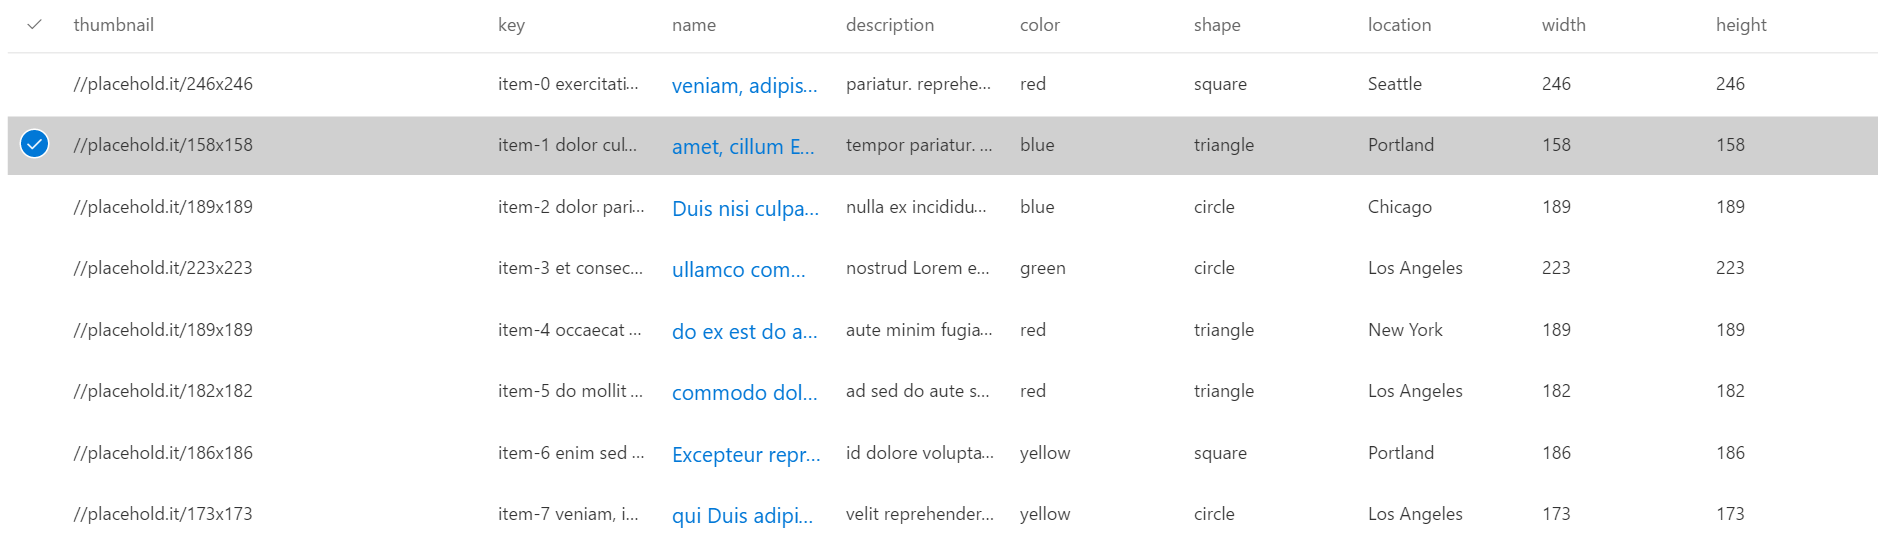 thumbnail key name description color shape location width height
//placehold.it/246x246 item-0 exercitati... veniam, adipis... pariatur. reprehe... red square Seattle 246 246
//placehold.it/158x158 item-1 dolor cul... amet, cillum E... tempor pariatur. ... blue triangle Portland 158 158
//placehold.it/189x189 item-2 dolor pari... Duis nisi culpa... nulla ex incididu... blue circle Chicago 189 189
//placehold.it/223x223 item-3 et consec... ullamco com... nostrud Lorem e... green circle Los Angeles 223 223
//placehold.it/189x189 item-4 occaecat ... do ex est do a... aute minim fugia... red triangle New York 189 189
//placehold.it/182x182 item-5 do mollit ... commodo dol... ad sed do aute s... red triangle Los Angeles 182 182
//placehold.it/186x186 item-6 enim sed ... Excepteur repr... id dolore volupta... yellow square Portland 186 186
//placehold.it/173x173 item-7 veniam, i... qui Duis adipi... velit reprehender... yellow circle Los Angeles 173 173